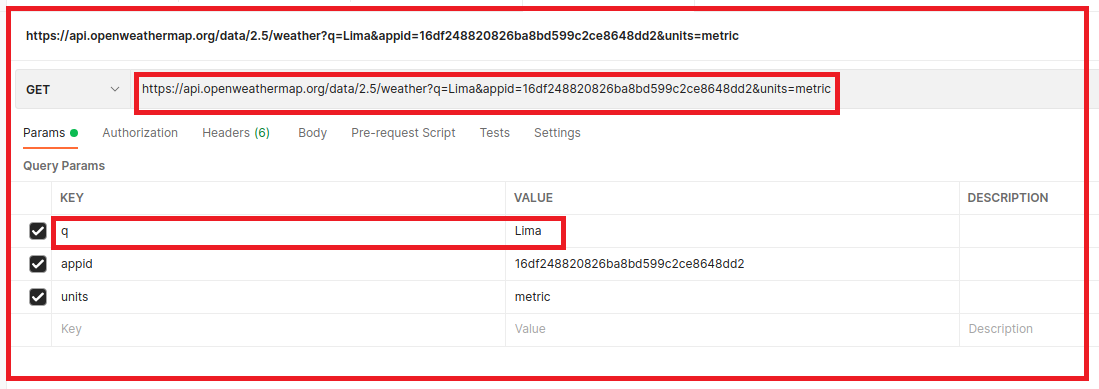 https://api.openweathermap.org/data/2.5/weather?q=Lima&appid=16df248820826ba8bd599c2ce8648dd2&units=metric
GET https://api.openweathermap.org/data/2.5/weather?q=Lima&appid=16df248820826ba8bd599c2ce8648dd2&units=metric
Params Authorization Headers (6) Body Pre-request Script Tests Settings
Query Params
KEY VALUE DESCRIPTION
q Lima
appid 16df248820826ba8bd599c2ce8648dd2
units metric
Key Value Description